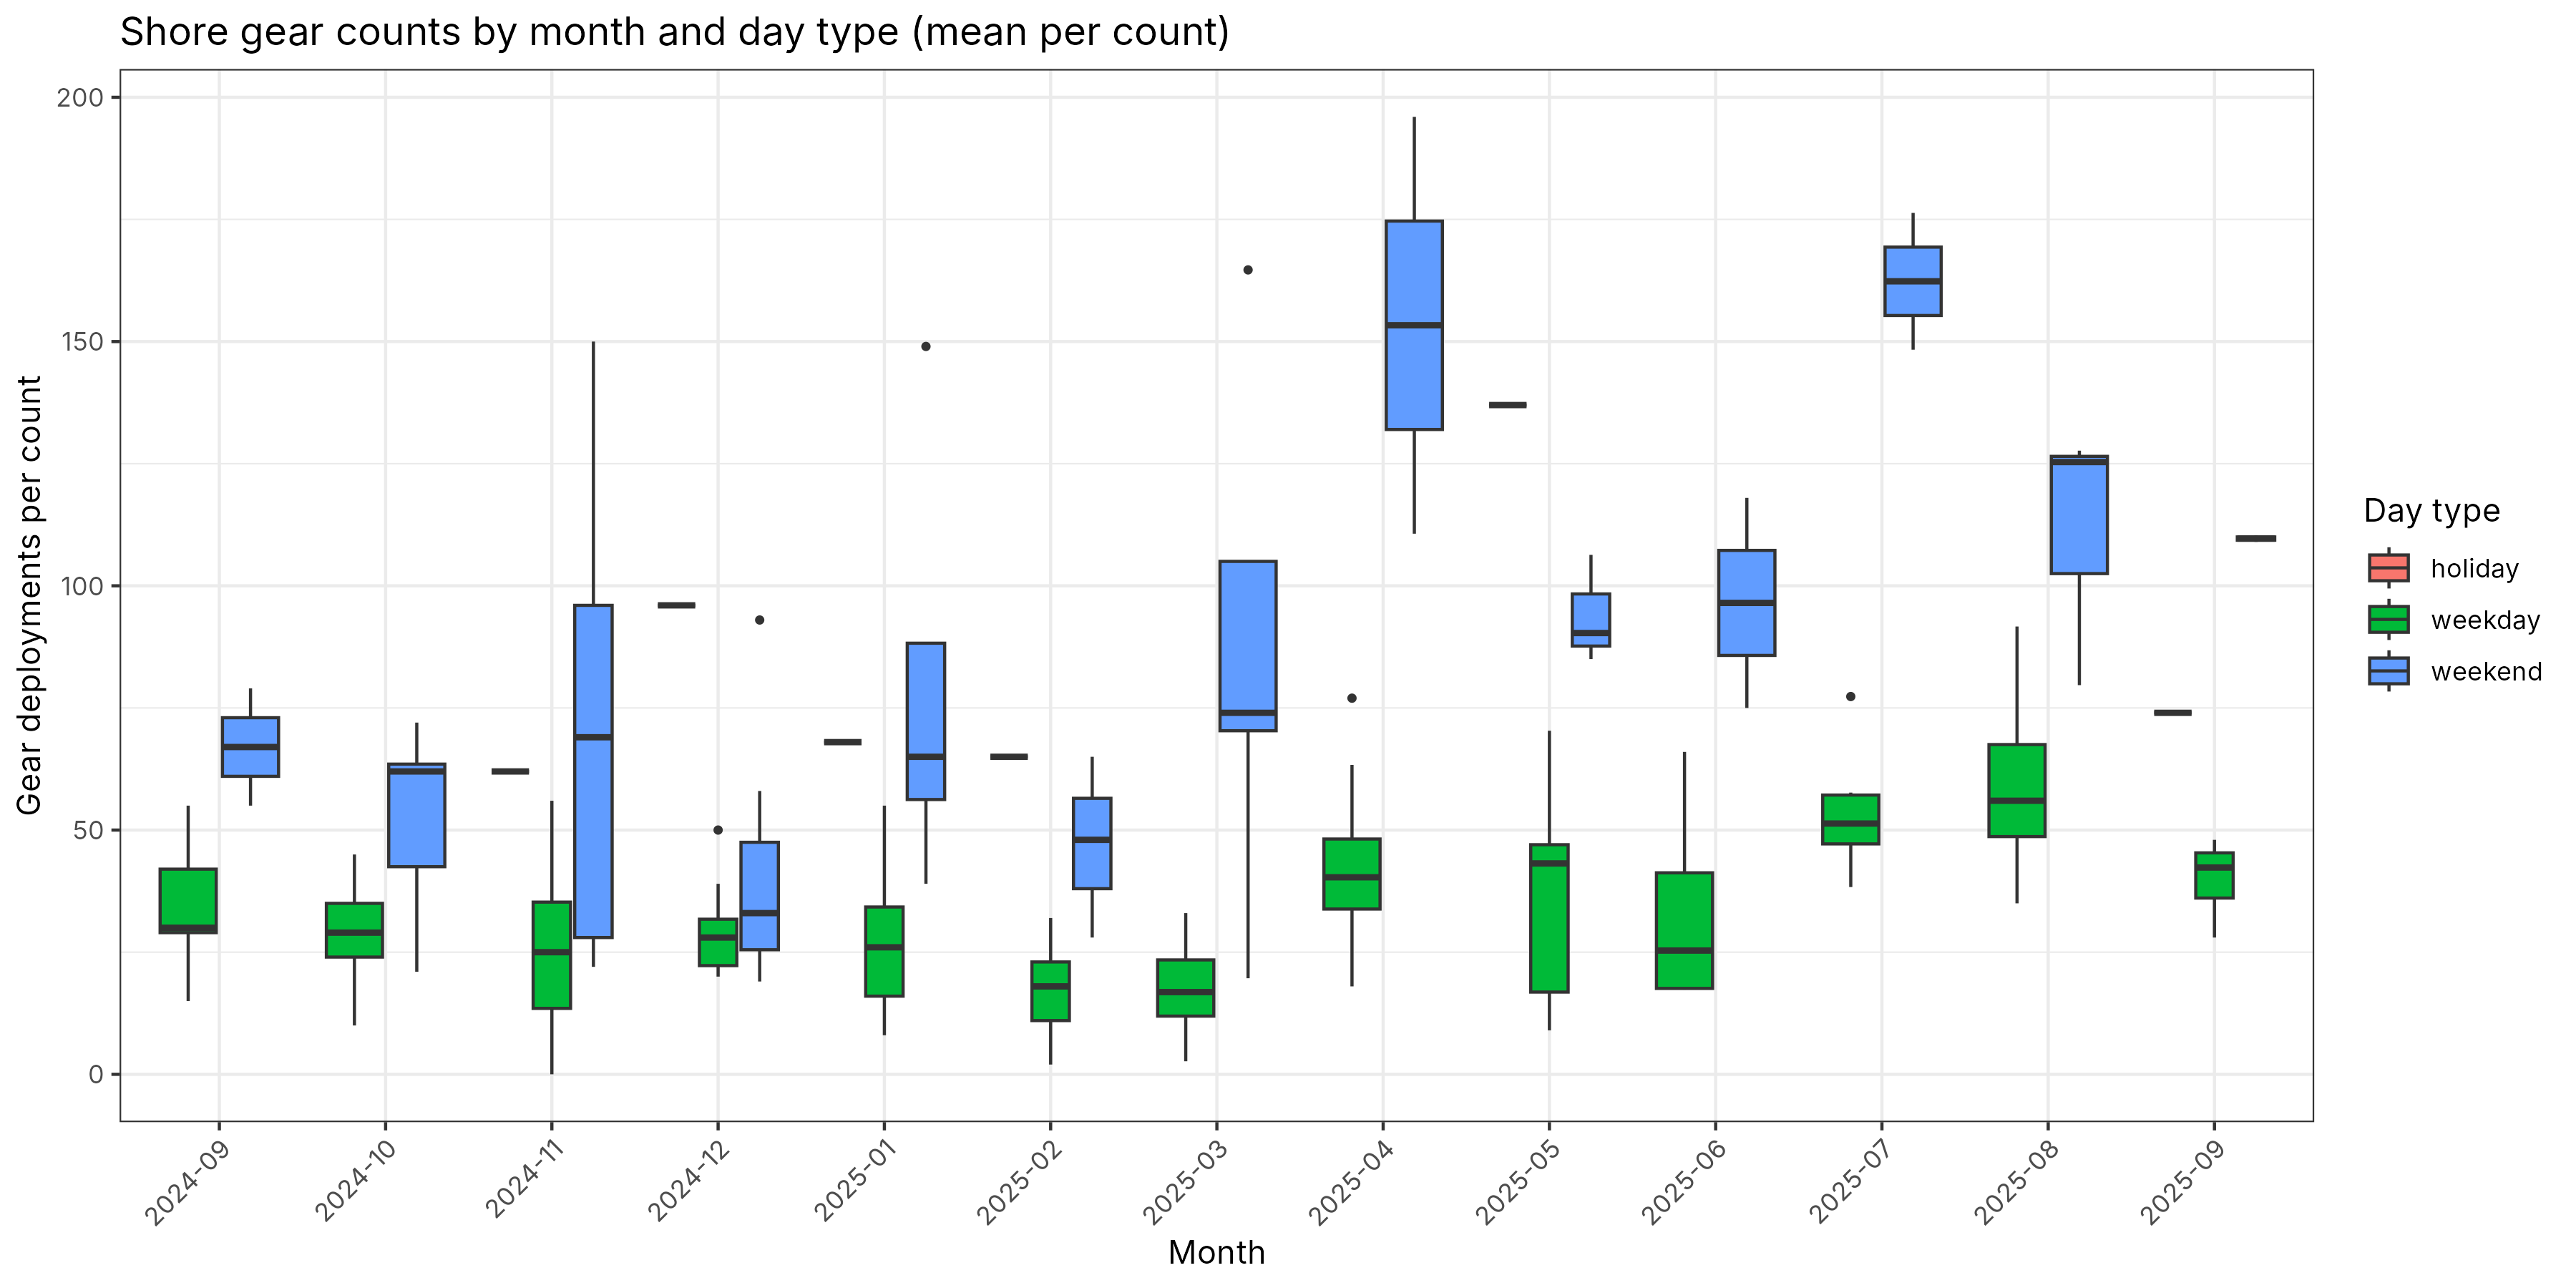 Shore gear counts by month and day type (mean per count)
Gear deployments per count
200
150
100
50
0
2024-09
2024-10
2024-11
2024-12
2025-01
2025-02
2025-03
2025-04
2025-05
2025-06
2025-07
2025-08
2025-09
Month
Day type
holiday
weekday
weekend